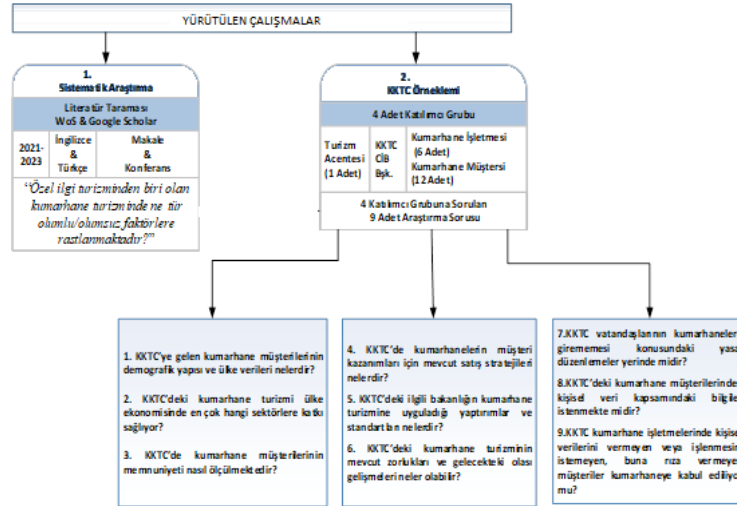 YÜRÜTÜLEN ÇALIŞMALAR
1.
Sistematik Araştırma
Literatür Taraması
WoS & Google Scholar
2021-
2023
İngilizce
&
Türkçe
Makale
&
Konferans
“Özel ilgi turizminden biri olan
kumarhane turizminde ne tür
olumlu/olumsuz faktörlere
rastlanmaktadır?”
2.
KKTC Örneklemi
4 Adet Katılımcı Grubu
Turizm
Acentesi
(1 Adet)
KKTC
CİB
Bşk.
Kumarhane İşletmesi
(6 Adet)
Kumarhane Müştersi
(12 Adet)
4 Katılımcı Grubuna Sorulan
9 Adet Araştırma Sorusu
1. KKTC'ye gelen kumarhane müşterilerinin
demografik yapısı ve ülke verileri nelerdir?
2. KKTC'deki kumarhane turizmi ülke
ekonomisinde en çok hangi sektörlere katkı
sağlıyor?
3. KKTC'de kumarhane müşterilerinin
memnuniyeti nasıl ölçülmektedir?
4. KKTC'de kumarhanelerin müşteri
kazanımları için mevcut satış stratejileri
nelerdir?
5. KKTC'deki ilgili bakanlığın kumarhane
turizmine uyguladığı yaptırımlar ve
standartları nelerdir?
6. KKTC'deki kumarhane turizminin
mevcut zorlukları ve gelecekteki olası
gelişmeleri neler olabilir?
7.KKTC vatandaşlarının kumarhaneler
girememesi konusundaki yasa
düzenlemeler yerinde midir?
8.KKTC'deki kumarhane müşterilerinde
kişisel veri kapsamındaki bilgile
istenmekte midir?
9.KKTC kumarhane işletmelerinde kişise
verilerini vermeyen veya işlenmesin
istemeyen, buna rıza vermeye
müşteriler kumarhaneye kabul ediliyo
mu?